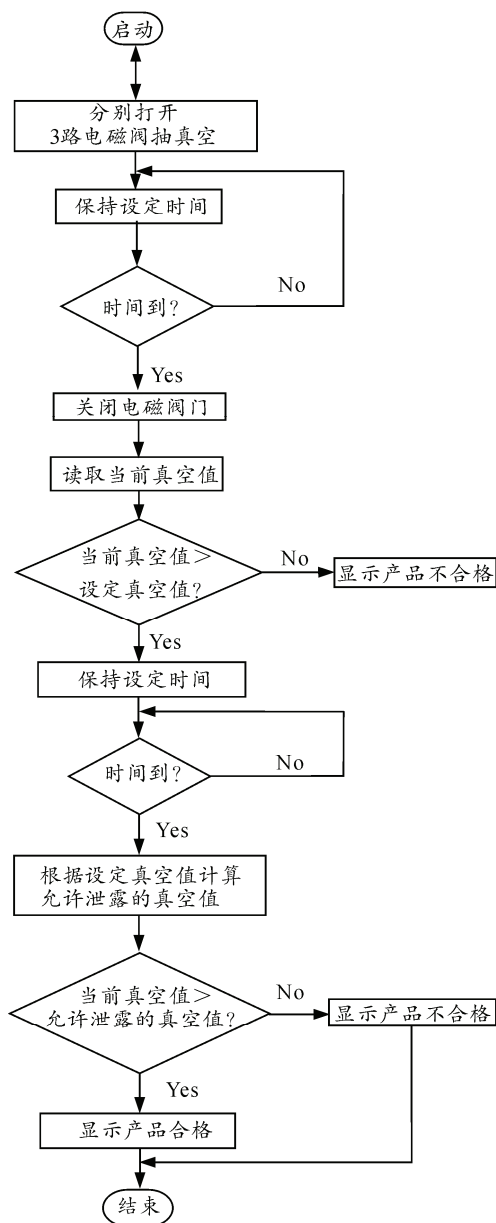 启动
分别打开
3路电磁阀抽真空
保持设定时间
时间到?
No
Yes
关闭电磁阀门
读取当前真空值
当前真空值>
设定真空值?
No
显示产品不合格
Yes
保持设定时间
时间到?
No
Yes
根据设定真空值计算
允许泄露的真空值
当前真空值>
允许泄露的真空值?
No
显示产品不合格
Yes
显示产品合格
结束